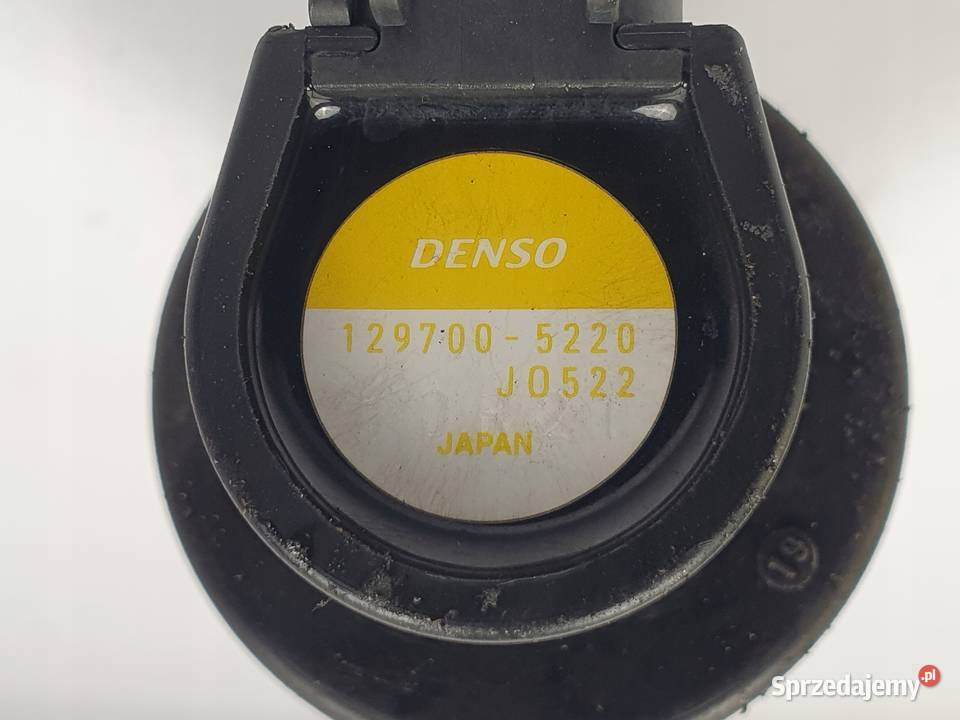 DENSO
129700-5220
J0522
JAPAN
19
Sprzedajemy.pl